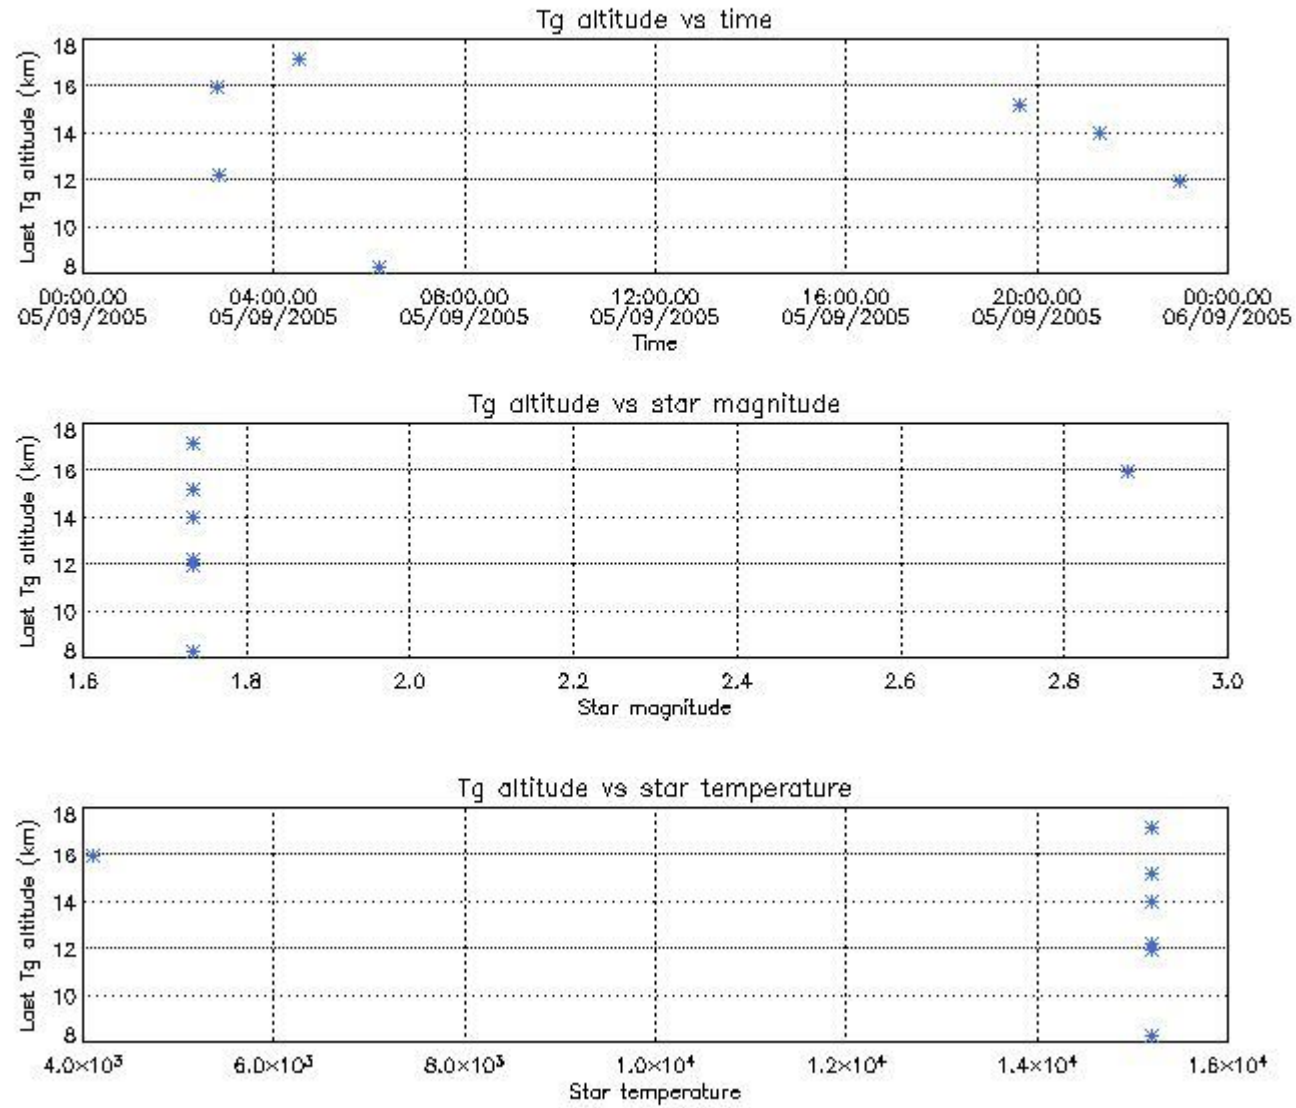 Tg altitude vs time
Last Tg altitude (km)
18
16
14
12
10
8
00:00.00 04:00.00 08:00.00 12:00.00 16:00.00 20:00.00 00:00.00
05/09/2005 05/09/2005 05/09/2005 05/09/2005 05/09/2005 05/09/2005 06/09/2005
Time
Tg altitude vs star magnitude
Last Tg altitude (km)
18
16
14
12
10
8
1.6 1.8 2.0 2.2 2.4 2.6 2.8 3.0
Star magnitude
Tg altitude vs star temperature
Last Tg altitude (km)
18
16
14
12
10
8
4.0×10³ 6.0×10³ 8.0×10³ 1.0×10⁴ 1.2×10⁴ 1.4×10⁴ 1.6×10⁴
Star temperature